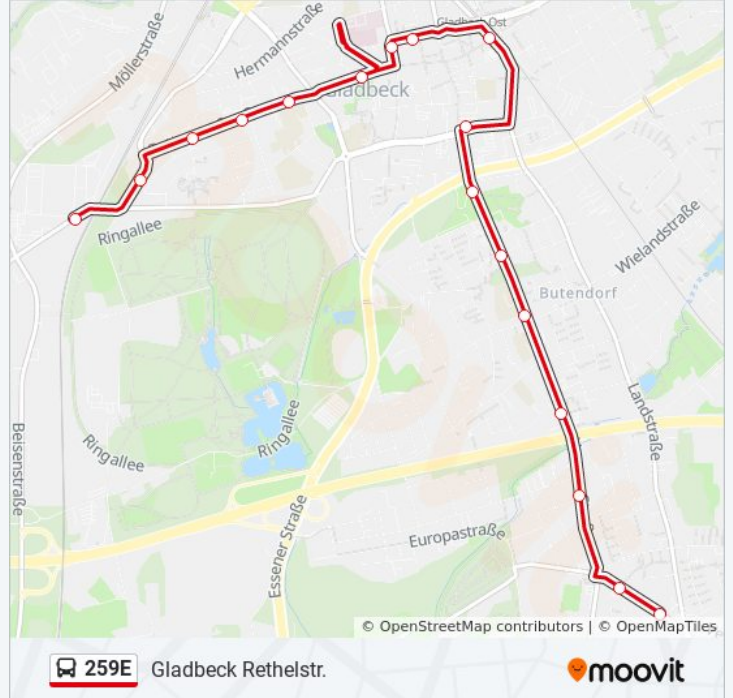 Möllerstraße
Hermannstraße
Gladbeck Ost
Gladbeck
Ringallee
Wielandstraße
Butendorf
Landstraße
Ringallee
Ringallee
Beisenstraße
Essener Straße
Europastraße
© OpenStreetMap contributors | © OpenMapTiles
259E Gladbeck Rethelstr.
moovit